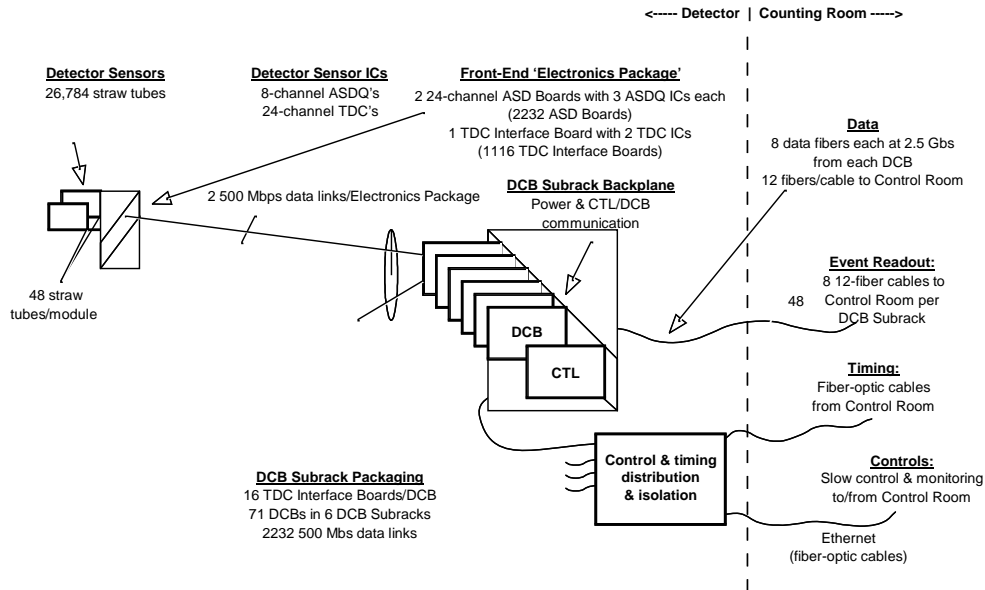 <----- Detector | Counting Room ----->
Detector Sensors
26,784 straw tubes
Detector Sensor ICs
8-channel ASDQ's
24-channel TDC's
Front-End ‘Electronics Package’
2 24-channel ASD Boards with 3 ASDQ ICs each
(2232 ASD Boards)
1 TDC Interface Board with 2 TDC ICs
(1116 TDC Interface Boards)
Data
8 data fibers each at 2.5 Gbs
from each DCB
12 fibers/cable to Control Room
2 500 Mbps data links/Electronics Package
DCB Subrack Backplane
Power & CTL/DCB
communication
48 straw
tubes/module
Event Readout:
8 12-fiber cables to
Control Room per
DCB Subrack
48
DCB
CTL
Timing:
Fiber-optic cables
from Control Room
Control & timing
distribution
& isolation
Controls:
Slow control & monitoring
to/from Control Room
Ethernet
(fiber-optic cables)
DCB Subrack Packaging
16 TDC Interface Boards/DCB
71 DCBs in 6 DCB Subracks
2232 500 Mbs data links